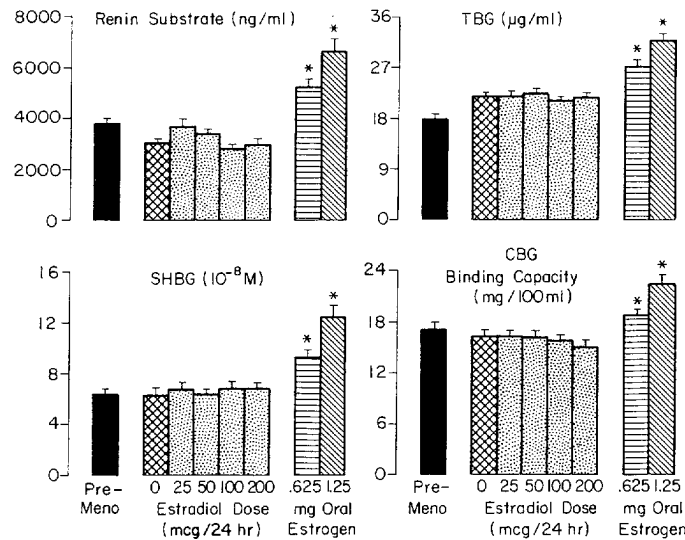 Renin Substrate (ng/ml)
8000
6000
4000
2000
0
*
*
TBG (μg/ml)
36
27
18
9
0
*
*
SHBG (10⁻⁸M)
16
12
8
4
0
*
*
CBG
Binding Capacity
(mg/100ml)
24
18
12
6
0
*
*
Pre-
Meno
0 25 50 100 200
Estradiol Dose
(mcg/24 hr)
.625 1.25
mg Oral
Estrogen
Pre-
Meno
0 25 50 100 200
Estradiol Dose
(mcg/24 hr)
.625 1.25
mg Oral
Estrogen